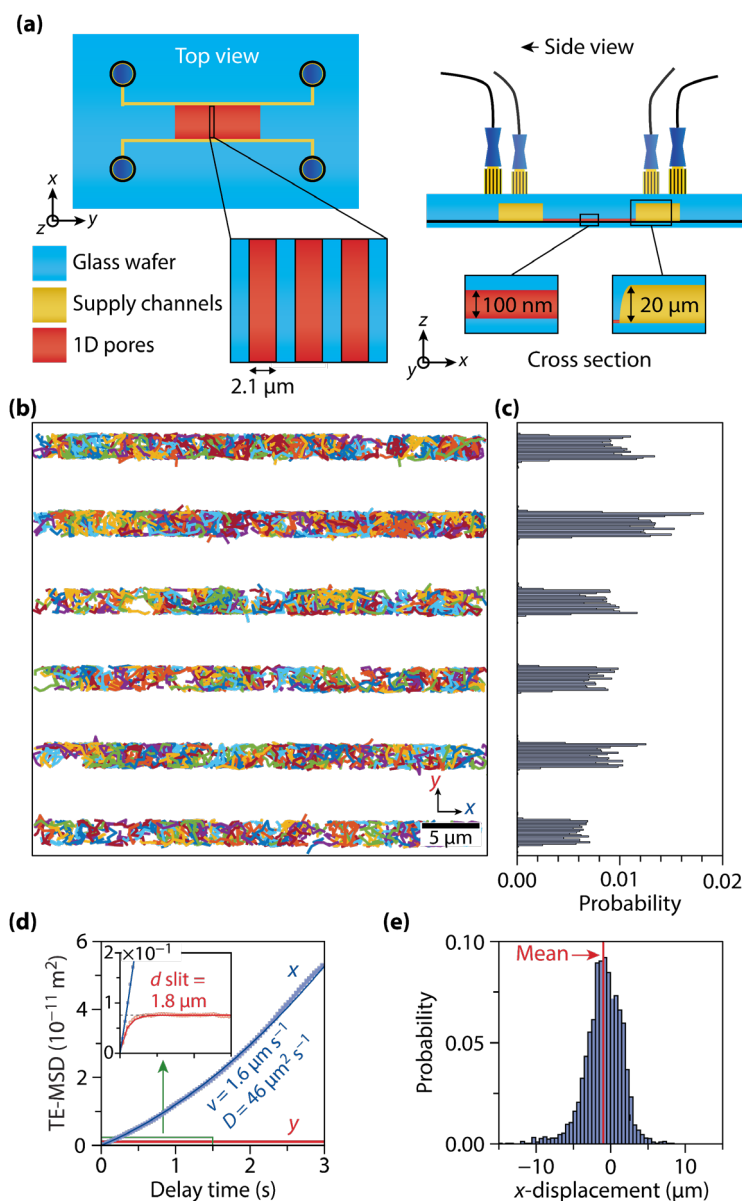 (a)
Top view
← Side view
x
z
y
Glass wafer
Supply channels
1D pores
2.1 µm
100 nm
20 µm
z
y
x
Cross section
(b)
(c)
y
x
5 µm
0.00
0.01
0.02
Probability
(d)
(e)
TE-MSD (10⁻¹¹ m²)
6
4
2
0
2
×10⁻¹
1
0
d slit =
1.8 µm
x
v = 1.6 µm s⁻¹
D = 46 µm² s⁻¹
y
0
1
2
3
Delay time (s)
Probability
0.10
0.05
0.00
Mean
−10
0
10
x-displacement (µm)